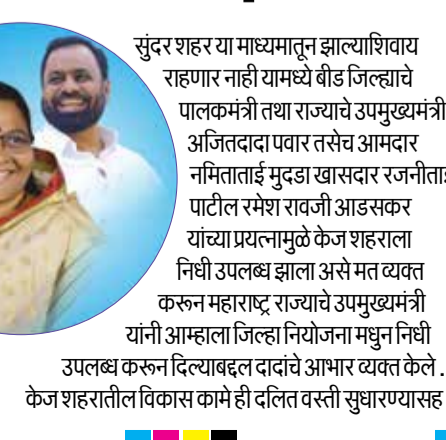 सुंदर शहर या माध्यमातून झाल्याशिवाय
राहणार नाही यामध्ये बीड जिल्ह्याचे
पालकमंत्री तथा राज्याचे उपमुख्यमंत्री
अजितदादा पवार तसेच आमदार
नमिताताई मुदडा खासदार रजनीताई
पाटील रमेश रावजी आडसकर
यांच्या प्रयत्नामुळे केज शहराला
निधी उपलब्ध झाला असे मत व्यक्त
करून महाराष्ट्र राज्याचे उपमुख्यमंत्री
यांनी आम्हाला जिल्हा नियोजना मधुन निधी
उपलब्ध करून दिल्याबद्दल दादांचे आभार व्यक्त केले .
केज शहरातील विकास कामे ही दलित वस्ती सुधारण्यासह